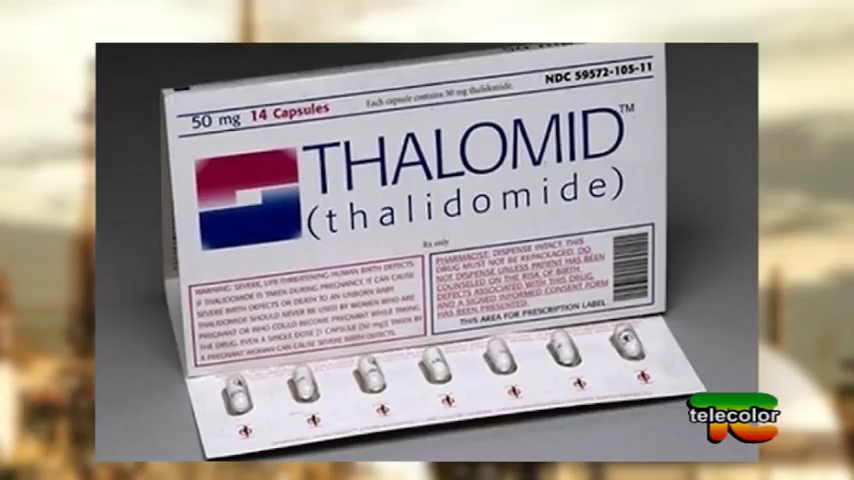 50 mg 14 Capsules
Each capsule contains 50 mg thalidomide.
NDC 59572-105-11
THALOMID™
(thalidomide)
Rx only
WARNING: SEVERE, LIFE-THREATENING HUMAN BIRTH DEFECTS.
IF THALIDOMIDE IS TAKEN DURING PREGNANCY, IT CAN CAUSE
SEVERE BIRTH DEFECTS OR DEATH TO AN UNBORN BABY.
THALIDOMIDE SHOULD NEVER BE USED BY WOMEN WHO ARE
PREGNANT OR WHO COULD BECOME PREGNANT WHILE TAKING
THE DRUG. EVEN A SINGLE DOSE [1 CAPSULE (50 mg)] TAKEN BY
A PREGNANT WOMAN CAN CAUSE SEVERE BIRTH DEFECTS.
PHARMACIST: DISPENSE INTACT. THIS
DRUG MUST NOT BE REPACKAGED. DO
NOT DISPENSE UNLESS PATIENT HAS BEEN
COUNSELED ON THE RISK OF BIRTH
DEFECTS ASSOCIATED WITH THIS DRUG,
AND A SIGNED INFORMED CONSENT FORM
HAS BEEN PRESENTED.
THIS AREA FOR PRESCRIPTION LABEL
telecolor